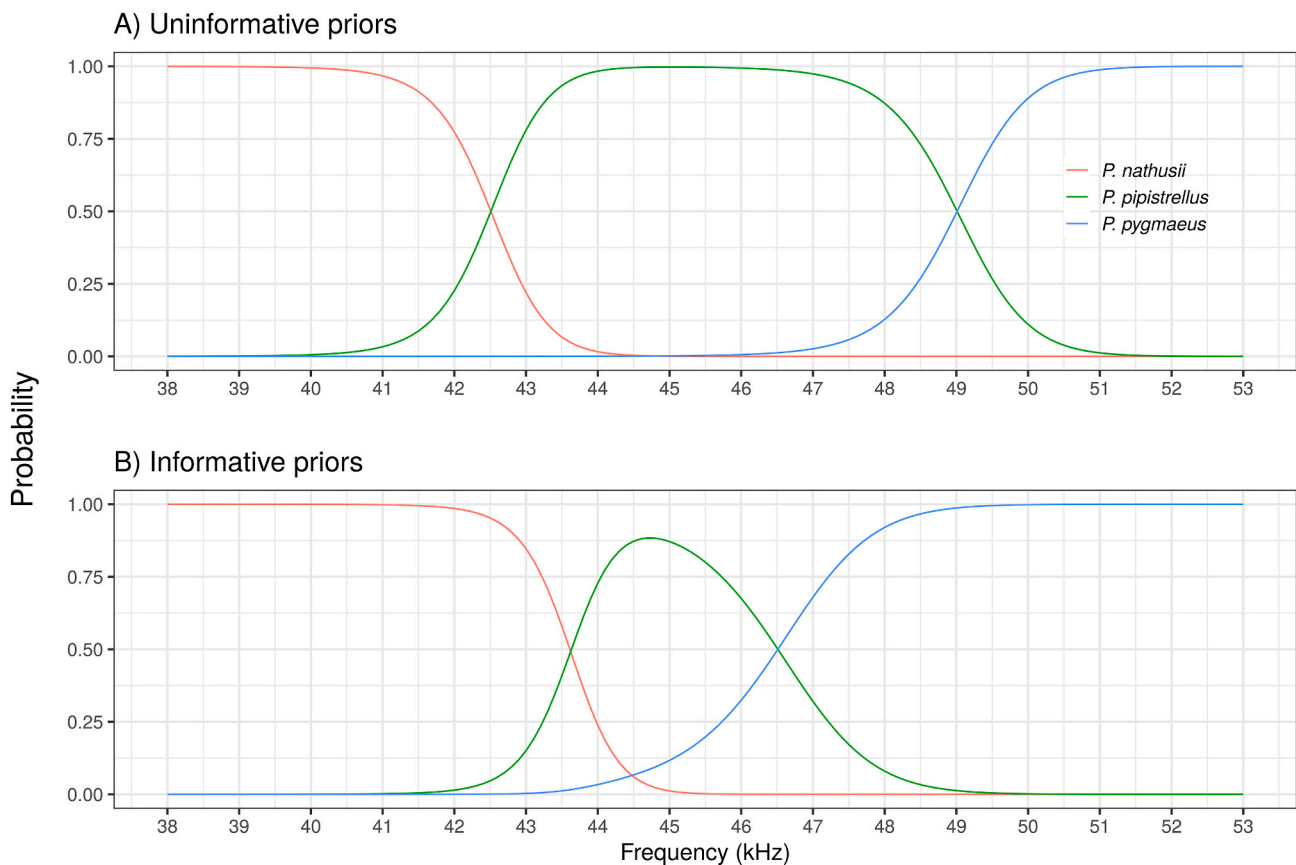 A) Uninformative priors
1.00
0.75
0.50
0.25
0.00
P. nathusii
P. pipistrellus
P. pygmaeus
38 39 40 41 42 43 44 45 46 47 48 49 50 51 52 53
Probability
B) Informative priors
1.00
0.75
0.50
0.25
0.00
38 39 40 41 42 43 44 45 46 47 48 49 50 51 52 53
Frequency (kHz)